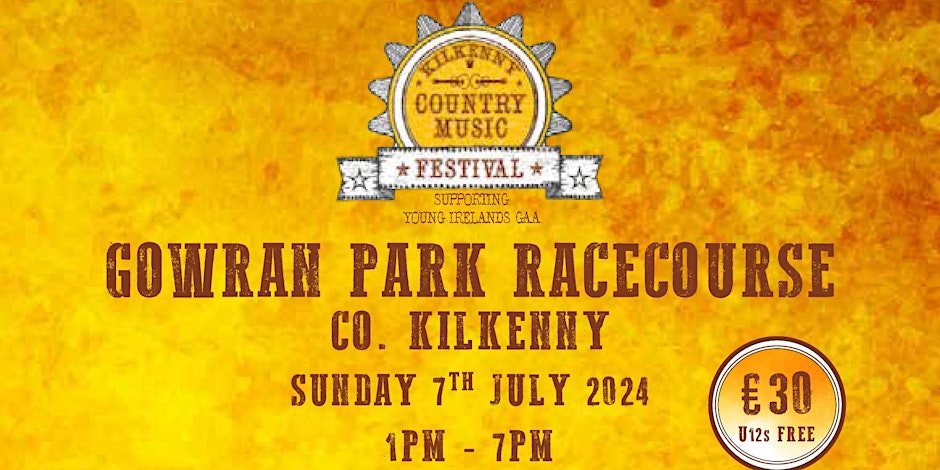 KILKENNY
COUNTRY
MUSIC
FESTIVAL
SUPPORTING
YOUNG IRELANDS GAA
GOWRAN PARK RACECOURSE
CO. KILKENNY
SUNDAY 7TH JULY 2024
1PM - 7PM
€30
U12s FREE